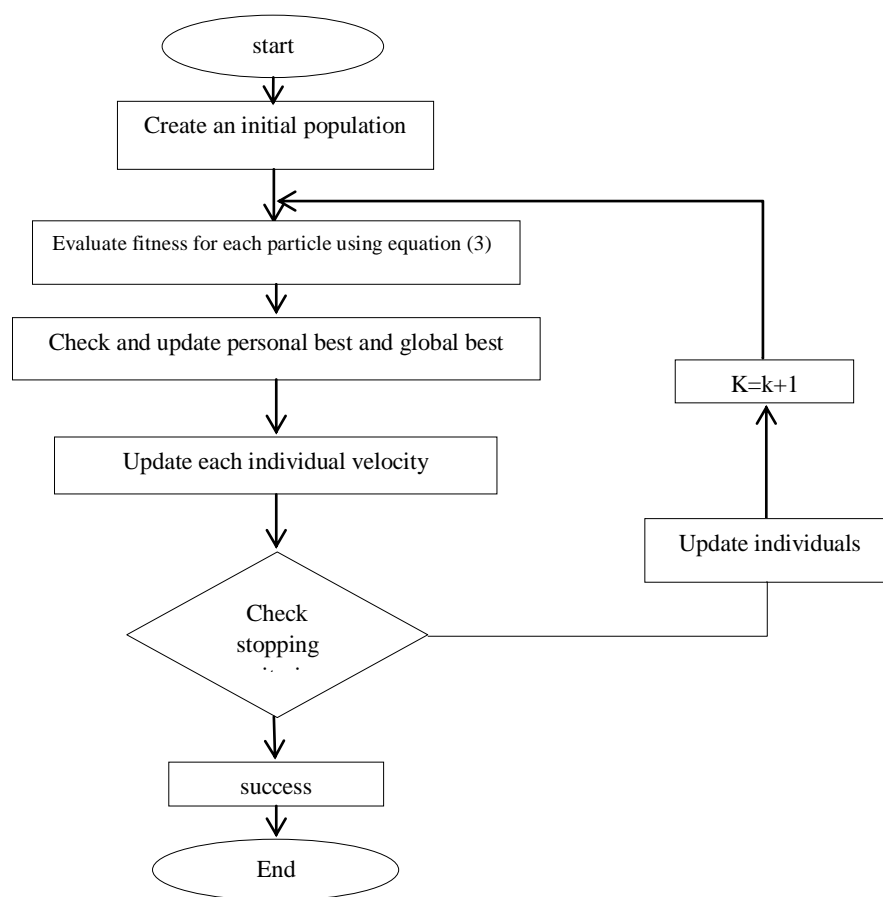 start
Create an initial population
Evaluate fitness for each particle using equation (3)
Check and update personal best and global best
K=k+1
Update each individual velocity
Update individuals
Check
stopping
success
End